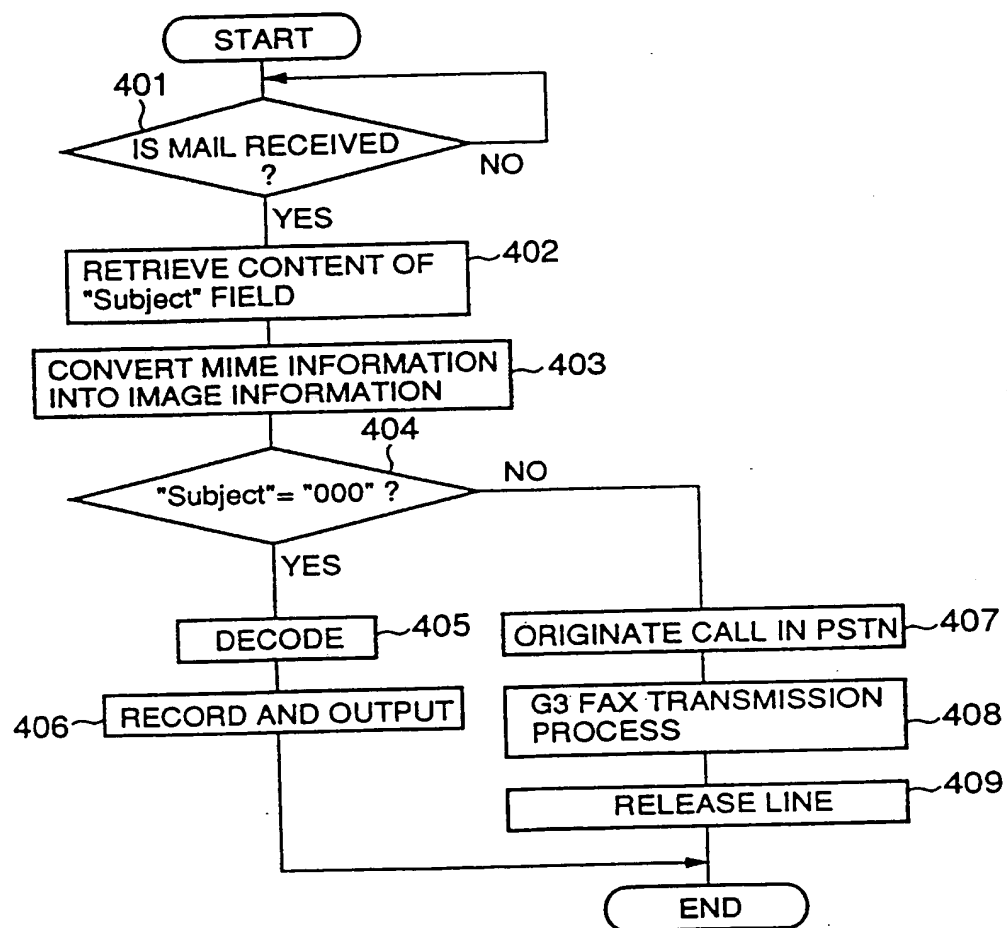 START
401
IS MAIL RECEIVED
?
NO
YES
RETRIEVE CONTENT OF
"Subject" FIELD
402
CONVERT MIME INFORMATION
INTO IMAGE INFORMATION
403
404
"Subject"= "000" ?
NO
YES
DECODE
405
406
RECORD AND OUTPUT
ORIGINATE CALL IN PSTN
407
G3 FAX TRANSMISSION
PROCESS
408
RELEASE LINE
409
END